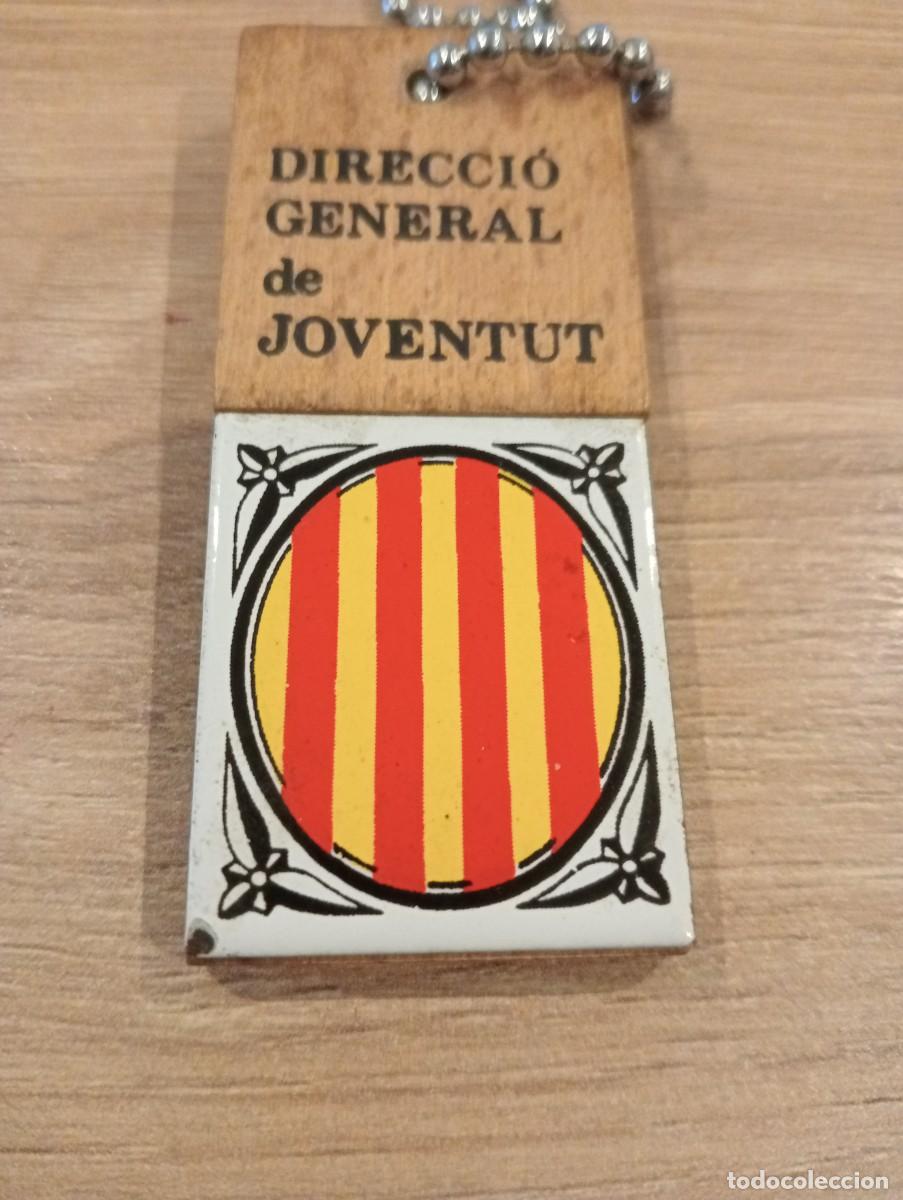 DIRECCIÓ
GENERAL
de
JOVENTUT
todocoleccion